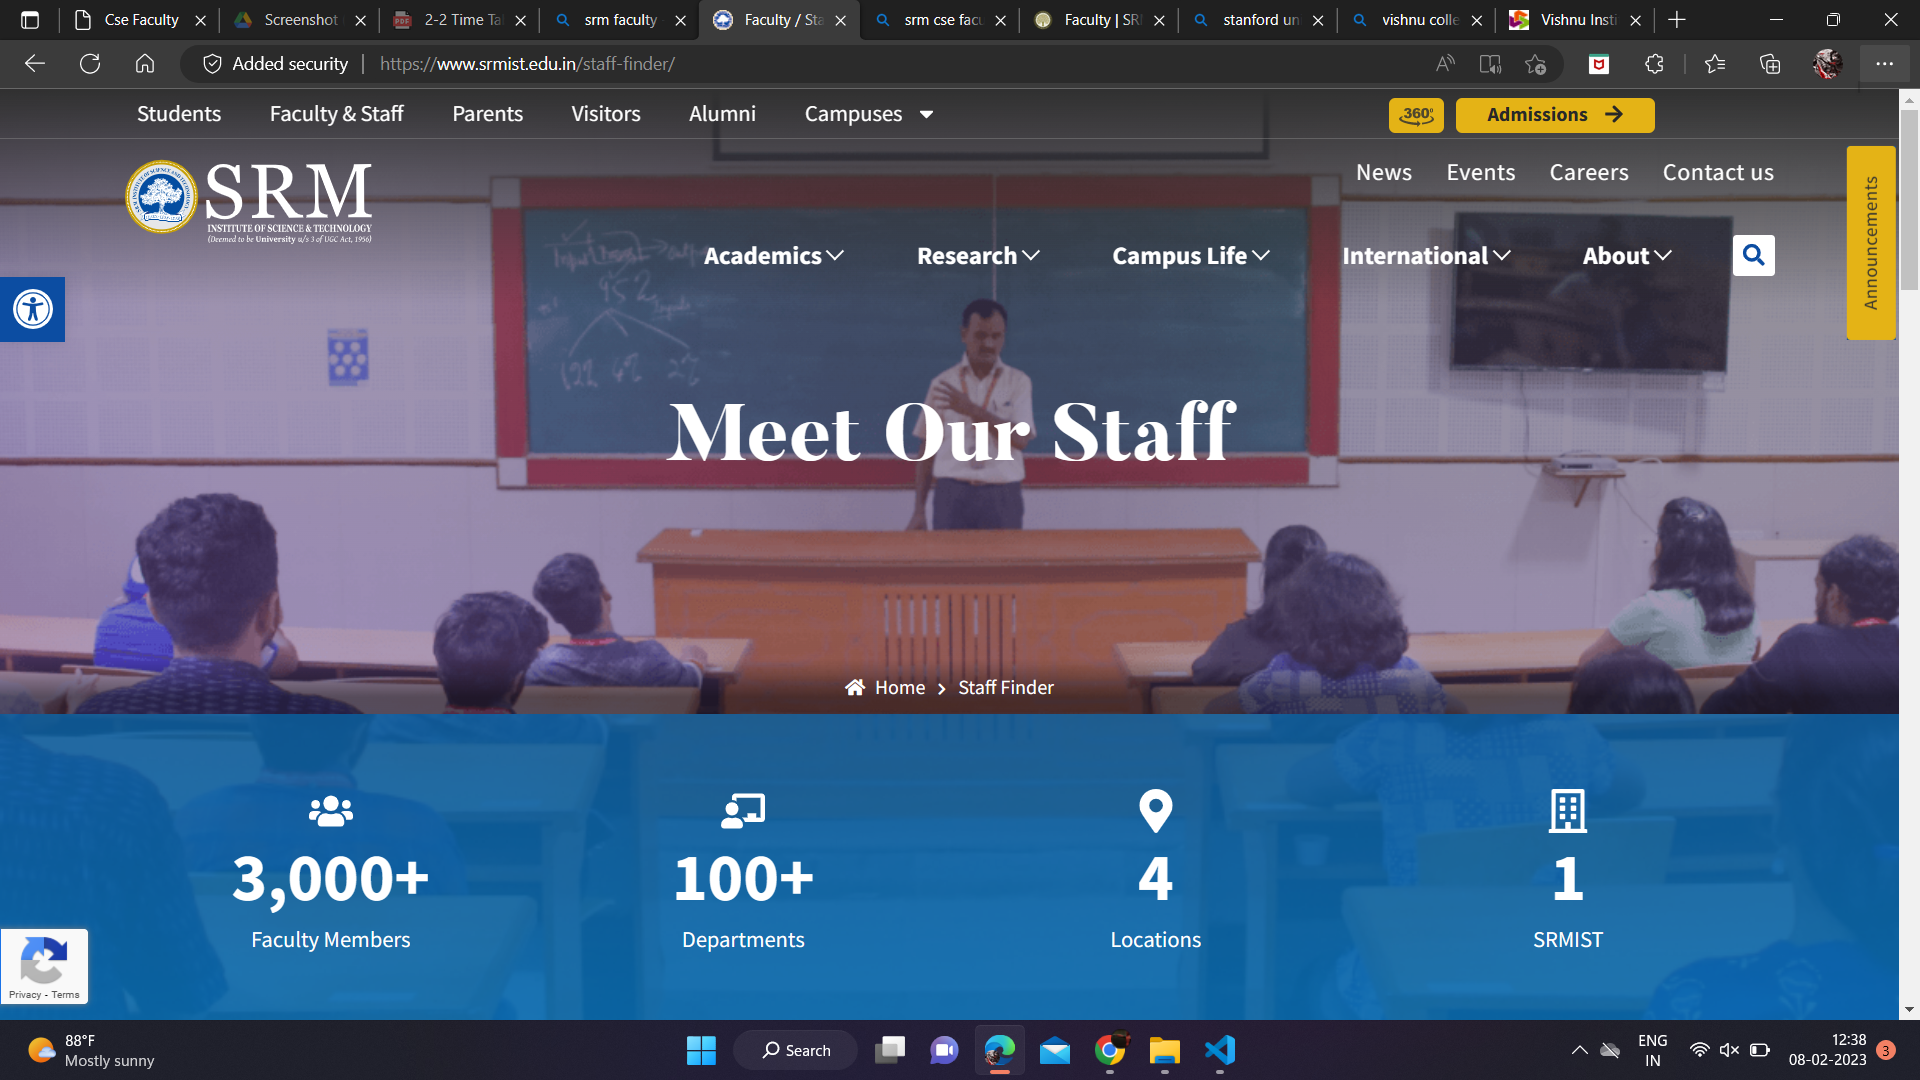 Cse Faculty
Screenshot
2-2 Time Ta
srm faculty
Faculty / Sta
srm cse facu
Faculty | SR
stanford un
vishnu colle
Vishnu Insti
Added security
https://www.srmist.edu.in/staff-finder/
Students
Faculty & Staff
Parents
Visitors
Alumni
Campuses
360°
Admissions
SRM
INSTITUTE OF SCIENCE & TECHNOLOGY
(Deemed to be University u/s 3 of UGC Act, 1956)
News
Events
Careers
Contact us
Announcements
Academics
Research
Campus Life
International
About
Meet Our Staff
Home
Staff Finder
3,000+
100+
4
1
Faculty Members
Departments
Locations
SRMIST
Privacy - Terms
88°F
Mostly sunny
Search
ENG
IN
12:38
08-02-2023
3